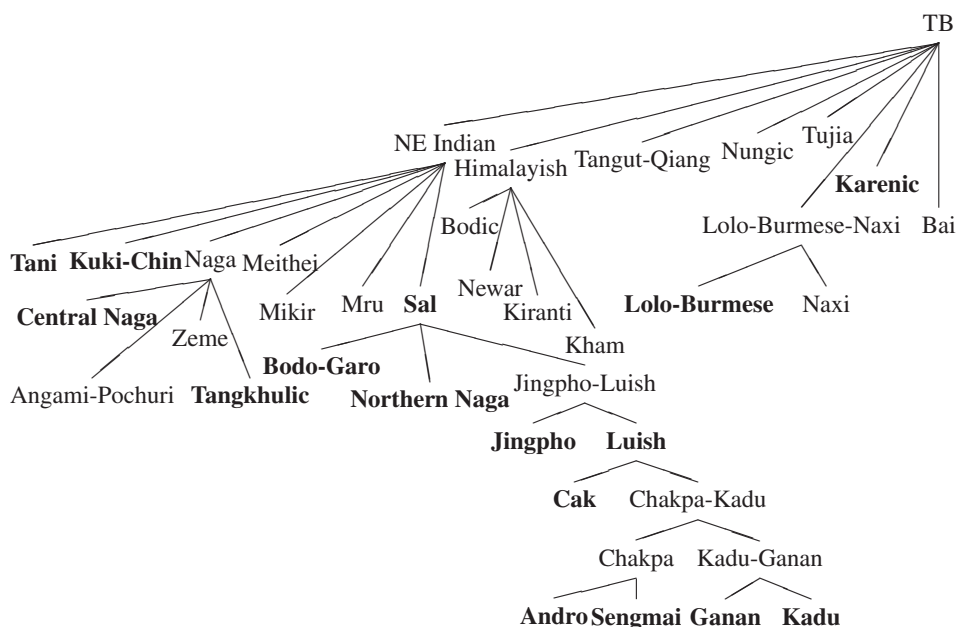 TB
NE Indian
Himalayish
Tangut-Qiang
Nungic
Tujia
Karenic
Lolo-Burmese-Naxi
Bai
Tani
Kuki-Chin
Naga
Meithei
Bodic
Mikir
Mru
Sal
Newar
Kiranti
Kham
Lolo-Burmese
Naxi
Central Naga
Zeme
Angami-Pochuri
Tangkhulic
Bodo-Garo
Northern Naga
Jingpho-Luish
Jingpho
Luish
Cak
Chakpa-Kadu
Chakpa
Kadu-Ganan
Andro
Sengmai
Ganan
Kadu